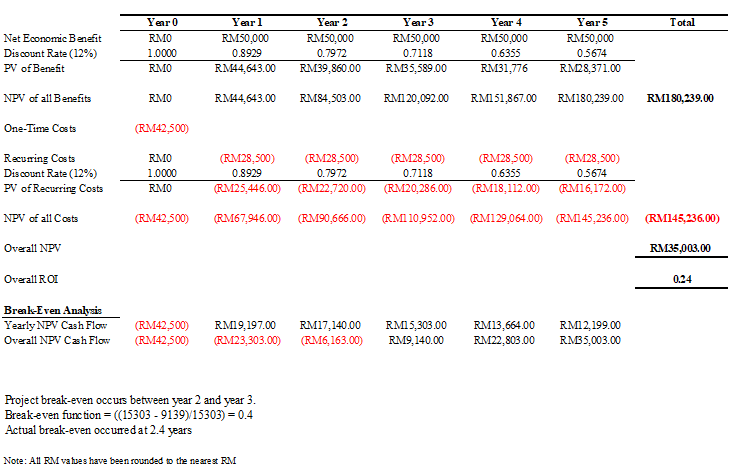 Year 0 Year 1 Year 2 Year 3 Year 4 Year 5 Total
Net Economic Benefit RM0 RM50,000 RM50,000 RM50,000 RM50,000 RM50,000
Discount Rate (12%) 1.0000 0.8929 0.7972 0.7118 0.6355 0.5674
PV of Benefit RM0 RM44,643.00 RM39,860.00 RM35,589.00 RM31,776 RM28,371.00
NPV of all Benefits RM0 RM44,643.00 RM84,503.00 RM120,092.00 RM151,867.00 RM180,239.00 RM180,239.00
One-Time Costs (RM42,500)
Recurring Costs RM0 (RM28,500) (RM28,500) (RM28,500) (RM28,500) (RM28,500)
Discount Rate (12%) 1.0000 0.8929 0.7972 0.7118 0.6355 0.5674
PV of Recurring Costs RM0 (RM25,446.00) (RM22,720.00) (RM20,286.00) (RM18,112.00) (RM16,172.00)
NPV of all Costs (RM42,500) (RM67,946.00) (RM90,666.00) (RM110,952.00) (RM129,064.00) (RM145,236.00) (RM145,236.00)
Overall NPV RM35,003.00
Overall ROI 0.24
Break-Even Analysis
Yearly NPV Cash Flow (RM42,500) RM19,197.00 RM17,140.00 RM15,303.00 RM13,664.00 RM12,199.00
Overall NPV Cash Flow (RM42,500) (RM23,303.00) (RM6,163.00) RM9,140.00 RM22,803.00 RM35,003.00
Project break-even occurs between year 2 and year 3.
Break-even function = ((15303 - 9139)/15303) = 0.4
Actual break-even occurred at 2.4 years
Note: All RM values have been rounded to the nearest RM